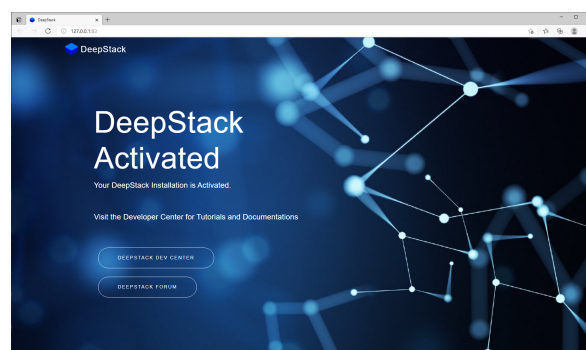 DeepStack
127.0.0.1:83
DeepStack
DeepStack
Activated
Your DeepStack Installation is Activated.
Visit the Developer Center for Tutorials and Documentations
DEEPSTACK DEV CENTER
DEEPSTACK FORUM